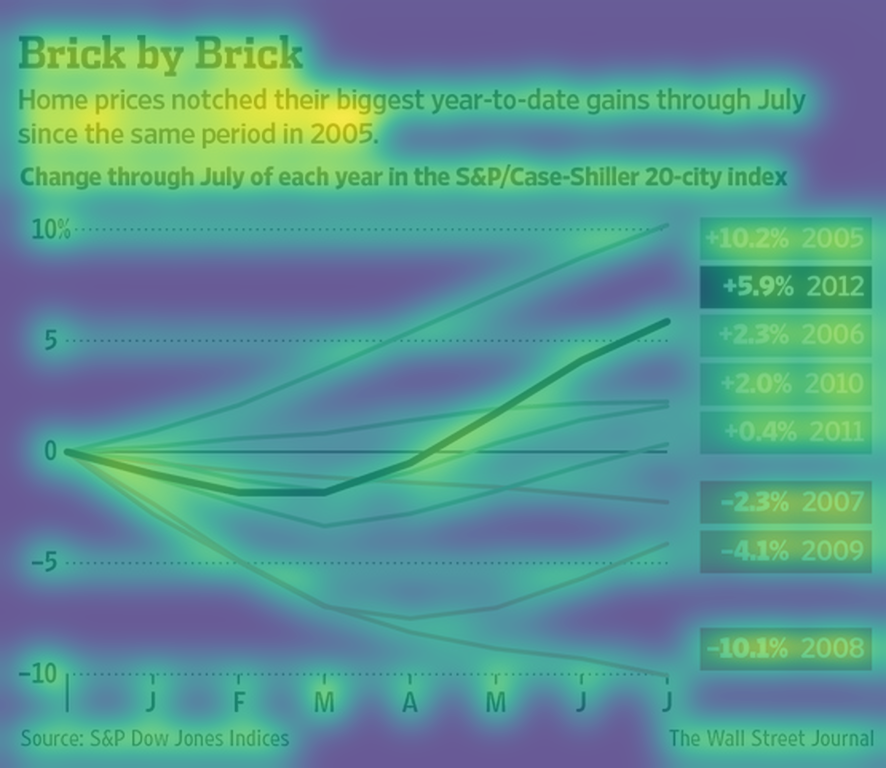 Brick by Brick
Home prices notched their biggest year-to-date gains through July
since the same period in 2005.
Change through July of each year in the S&P/Case-Shiller 20-city index
10%
+10.2% 2005
+5.9% 2012
5
+2.3% 2006
+2.0% 2010
+0.4% 2011
0
–2.3% 2007
–4.1% 2009
–5
–10.1% 2008
–10
J F M A M J J
Source: S&P Dow Jones Indices
The Wall Street Journal